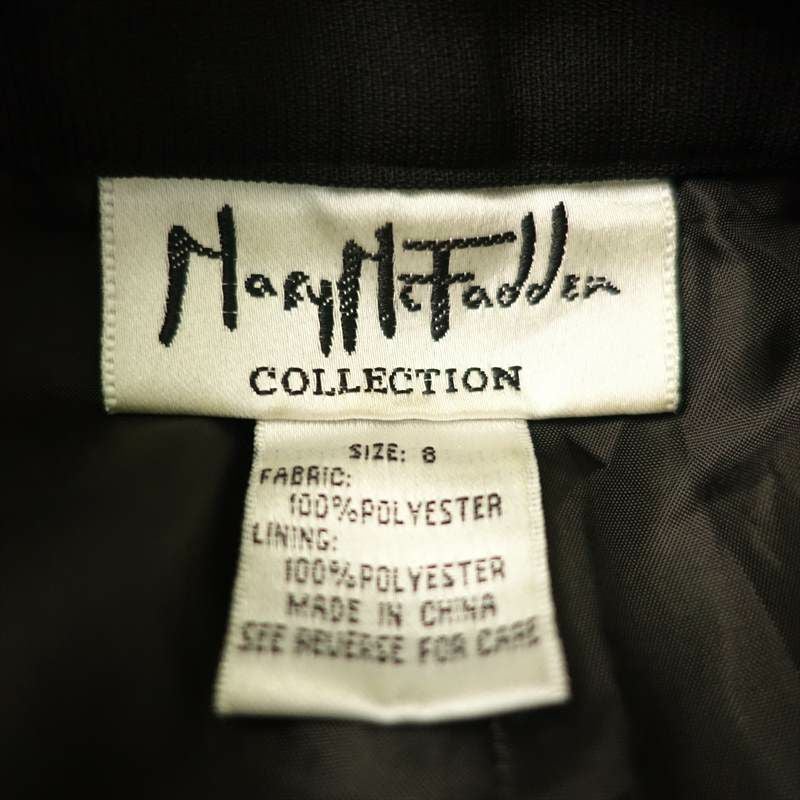 Mary McFadden
COLLECTION
SIZE: 8
FABRIC:
100%POLYESTER
LINING:
100%POLYESTER
MADE IN CHINA
SEE REVERSE FOR CARE